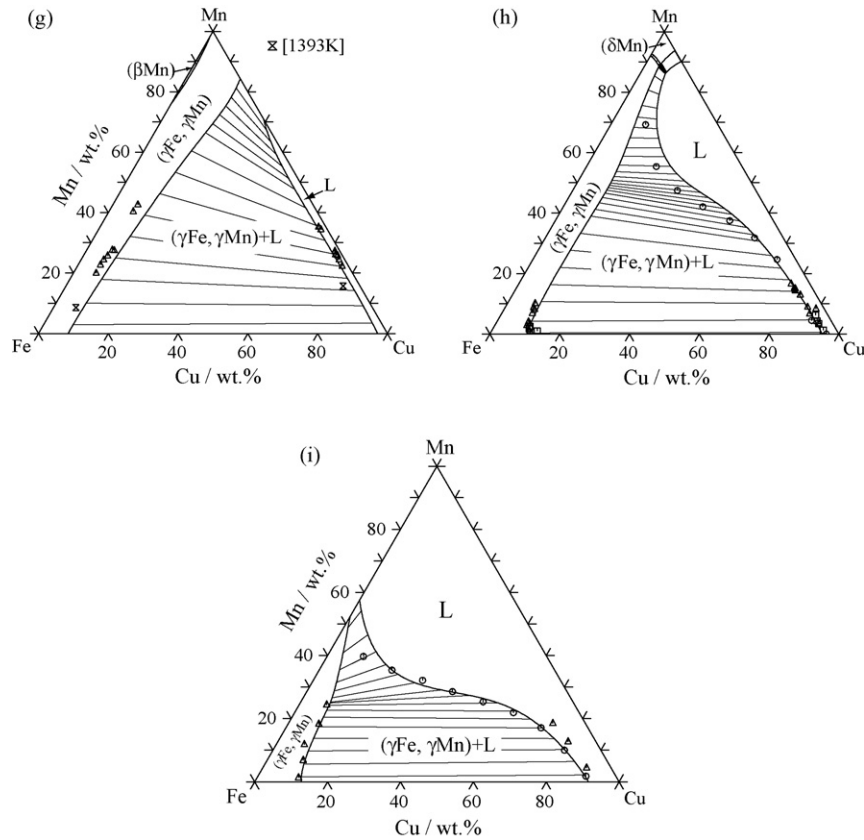 (g)
Mn
[1393K]
(βMn)
80
(γFe, γMn)
60
Mn / wt.%
40
L
(γFe,γMn)+L
20
Fe
20
40
60
80
Cu
Cu / wt.%
(h)
Mn
(δMn)
80
60
L
40
(γFe, γMn)
(γFe, γMn)+L
20
Fe
20
40
60
80
Cu
Cu / wt.%
(i)
Mn
80
60
Mn / wt.%
L
40
20
(γFe, γMn)
(γFe, γMn)+L
Fe
20
40
60
80
Cu
Cu / wt.%